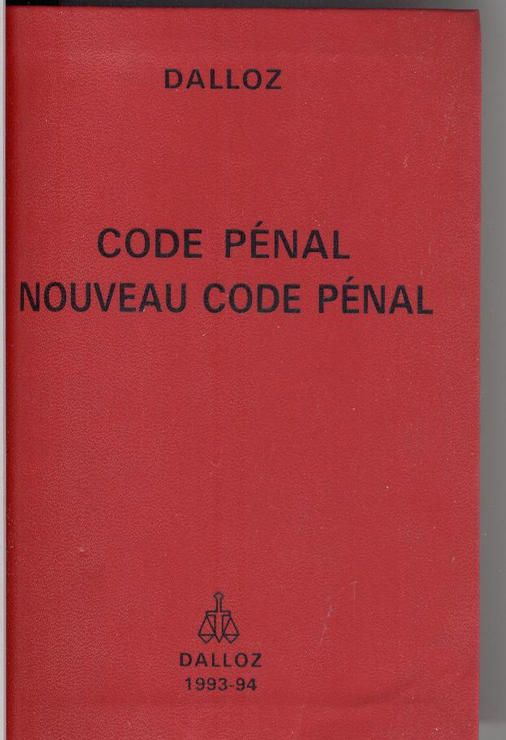 DALLOZ
CODE PÉNAL
NOUVEAU CODE PÉNAL
DALLOZ
1993-94